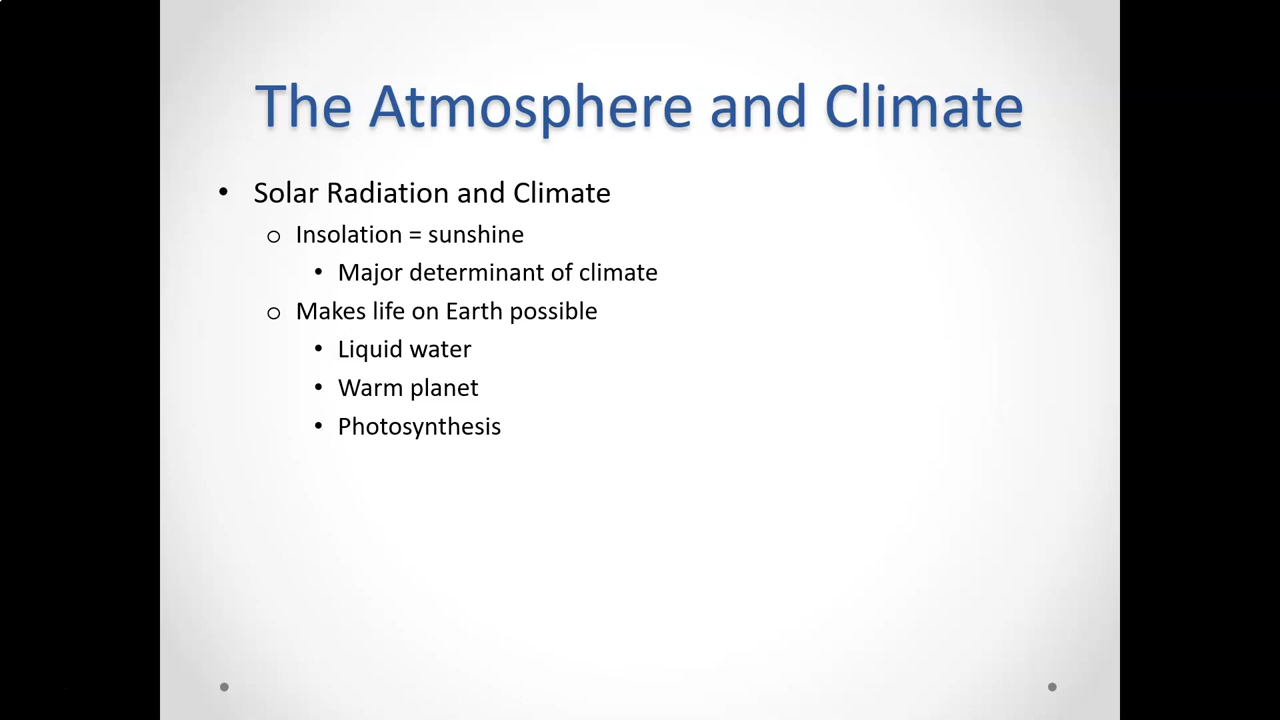 The Atmosphere and Climate
• Solar Radiation and Climate
o Insolation = sunshine
• Major determinant of climate
o Makes life on Earth possible
• Liquid water
• Warm planet
• Photosynthesis